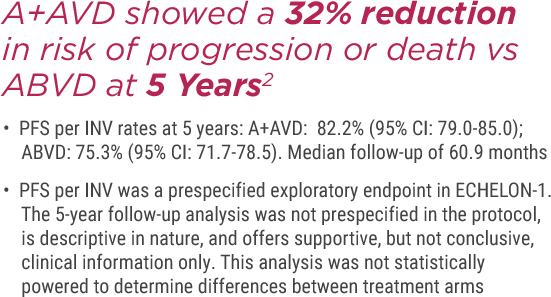 A+AVD showed a 32% reduction
in risk of progression or death vs
ABVD at 5 Years²
• PFS per INV rates at 5 years: A+AVD: 82.2% (95% CI: 79.0-85.0);
ABVD: 75.3% (95% CI: 71.7-78.5). Median follow-up of 60.9 months
• PFS per INV was a prespecified exploratory endpoint in ECHELON-1.
The 5-year follow-up analysis was not prespecified in the protocol,
is descriptive in nature, and offers supportive, but not conclusive,
clinical information only. This analysis was not statistically
powered to determine differences between treatment arms